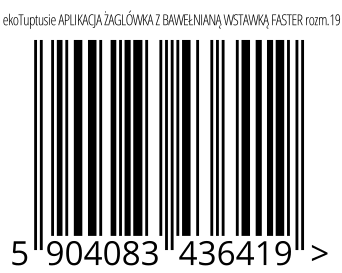 ekoTuptusie APLIKACJA ŻAGLÓWKA Z BAWEŁNIANĄ WSTAWKĄ FASTER rozm.19
5 904083 436419 >